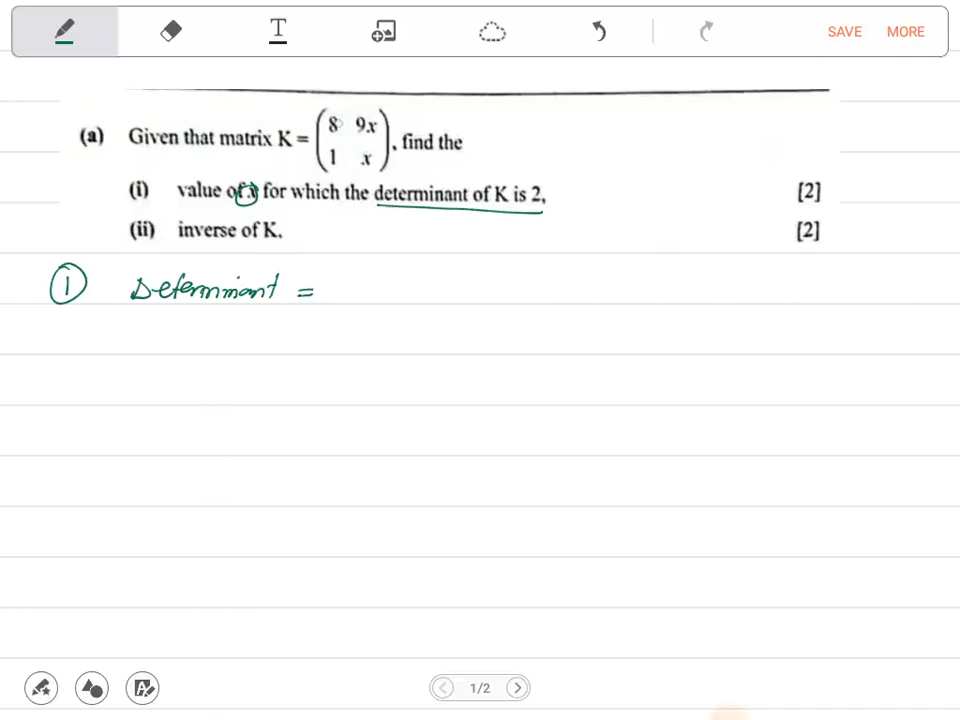 T SAVE MORE
(a) Given that matrix K = (8 9x
1 x), find the
(i) value of x for which the determinant of K is 2, [2]
(ii) inverse of K. [2]
1 Determinant =
1/2